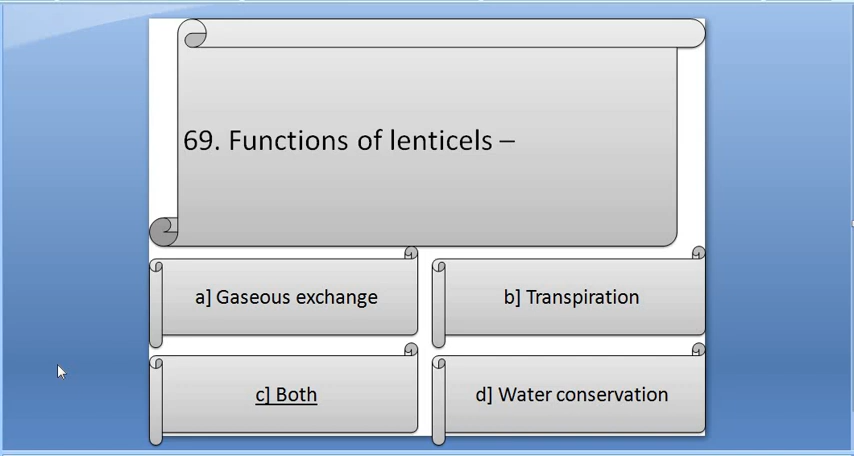 69. Functions of lenticels –
a] Gaseous exchange
b] Transpiration
c] Both
d] Water conservation